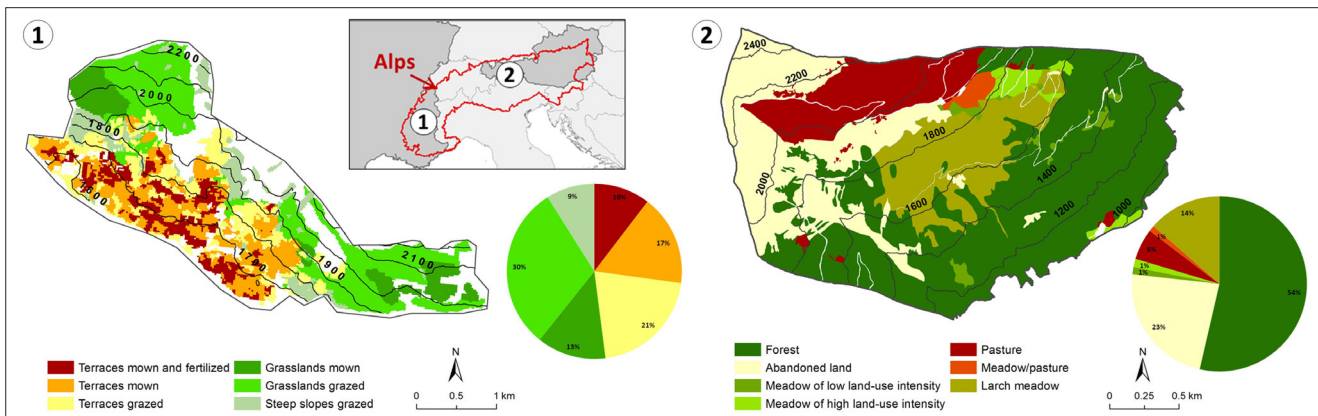 1
2200
2000
1800
1700
1900
2100
Alps
1
2
9%
10%
17%
21%
13%
30%
Terraces mown and fertilized
Terraces mown
Terraces grazed
Grasslands mown
Grasslands grazed
Steep slopes grazed
N
0 0.5 1 km
2
2400
2200
2000
1800
1600
1400
1200
1000
14%
1%
1%
1%
23%
54%
Forest
Abandoned land
Meadow of low land-use intensity
Meadow of high land-use intensity
Pasture
Meadow/pasture
Larch meadow
N
0 0.25 0.5 km